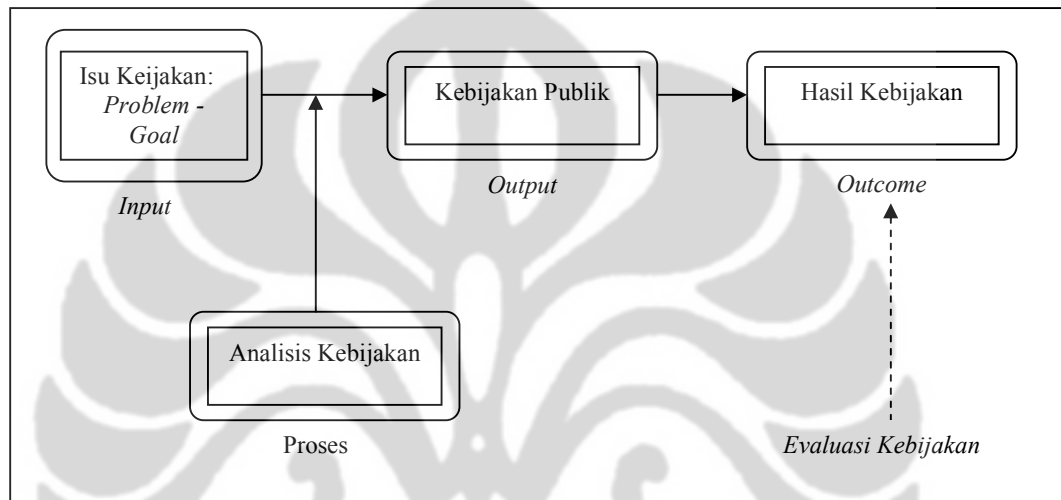 Isu Keijakan:
Problem -
Goal
Input
Kebijakan Publik
Output
Hasil Kebijakan
Outcome
Analisis Kebijakan
Proses
Evaluasi Kebijakan